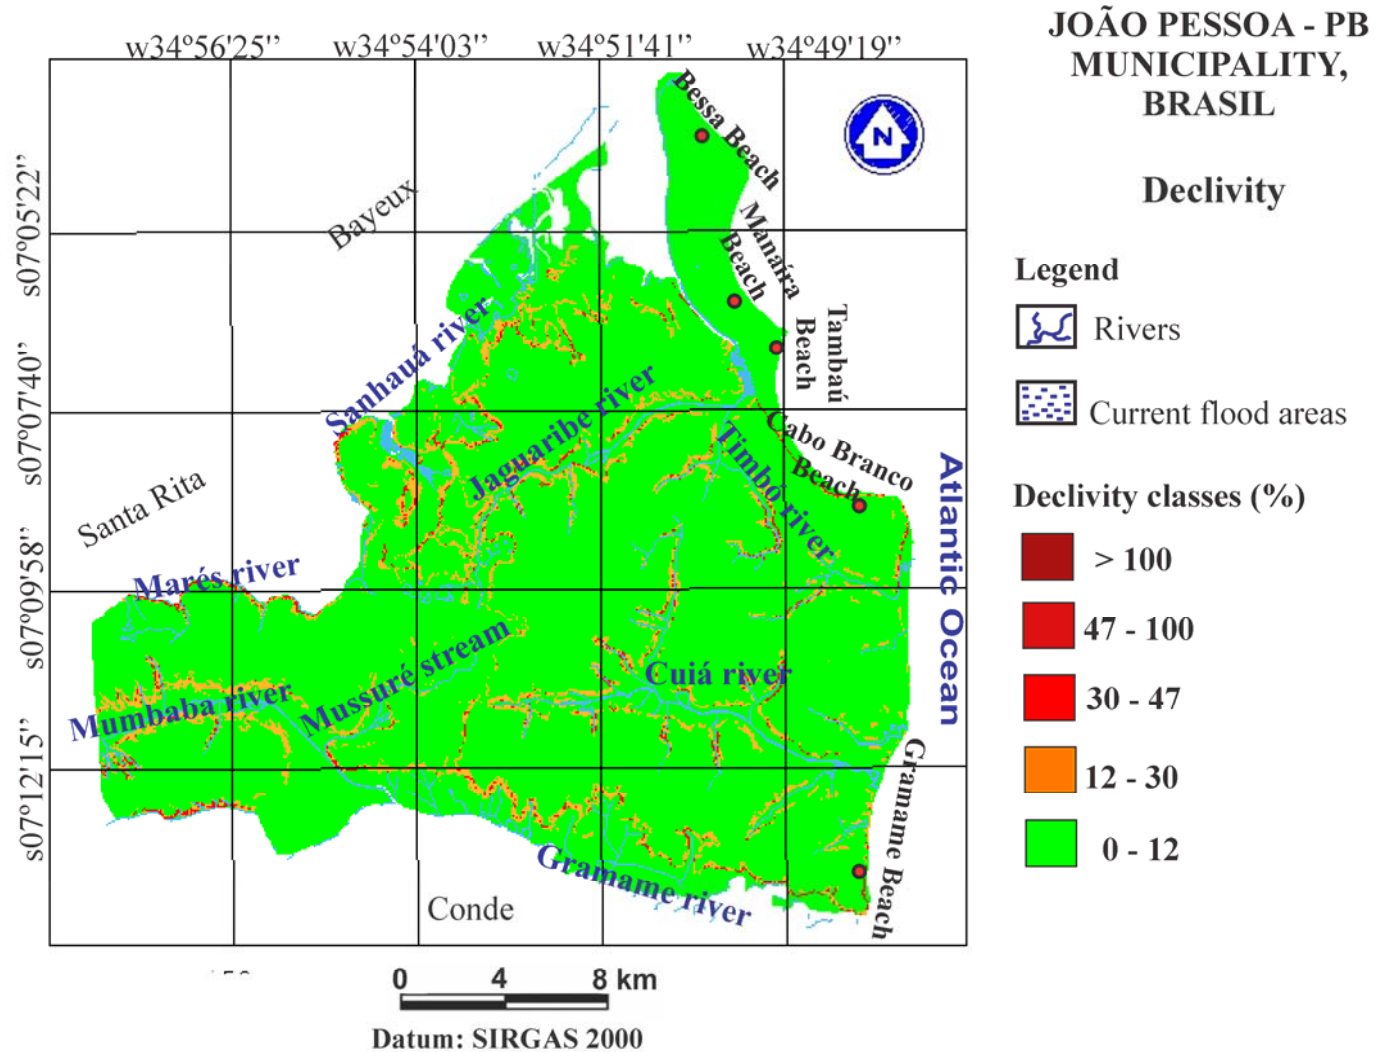 w34º56'25” w34º54'03” w34º51'41” w34º49'19”
JOÃO PESSOA - PB
MUNICIPALITY,
BRASIL
Declivity
Legend
Rivers
Current flood areas
Declivity classes (%)
> 100
47 - 100
30 - 47
12 - 30
0 - 12
N
s07º05'22”
s07º07'40”
s07º09'58”
s07º12'15”
Bayeux
Santa Rita
Conde
Bessa Beach
Manaíra
Beach
Tambaú
Beach
Cabo Branco
Beach
Gramame Beach
Atlantic Ocean
Sanhauá river
Jaguaribe river
Timbó river
Marés river
Mussuré stream
Cuiá river
Mumbaba river
Gramame river
0 4 8 km
Datum: SIRGAS 2000